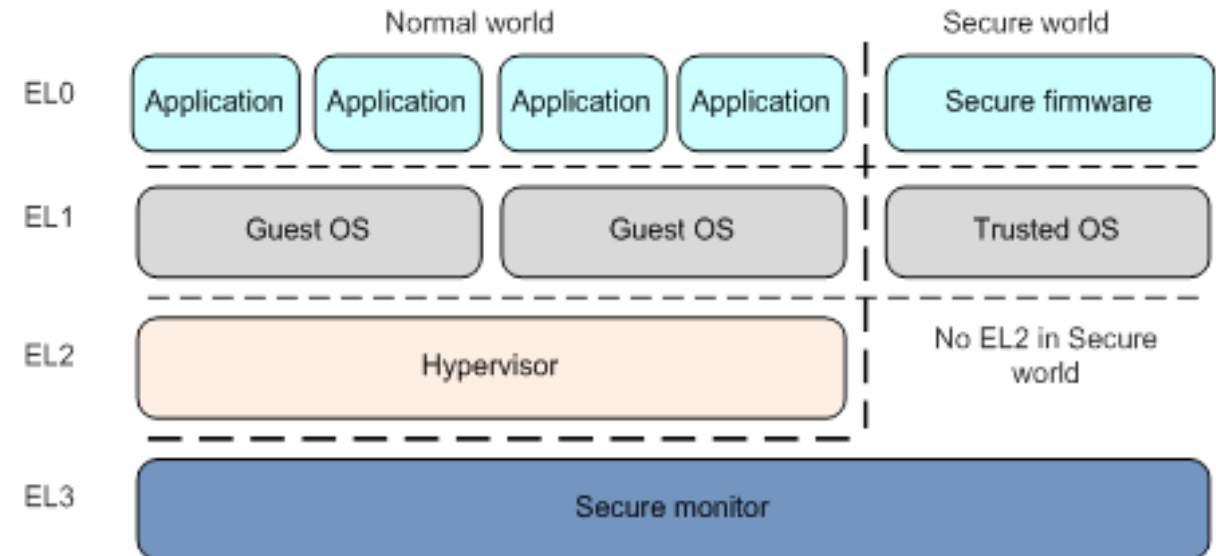 Normal world
Secure world
EL0
Application
Application
Application
Application
Secure firmware
EL1
Guest OS
Guest OS
Trusted OS
EL2
Hypervisor
No EL2 in Secure
world
EL3
Secure monitor